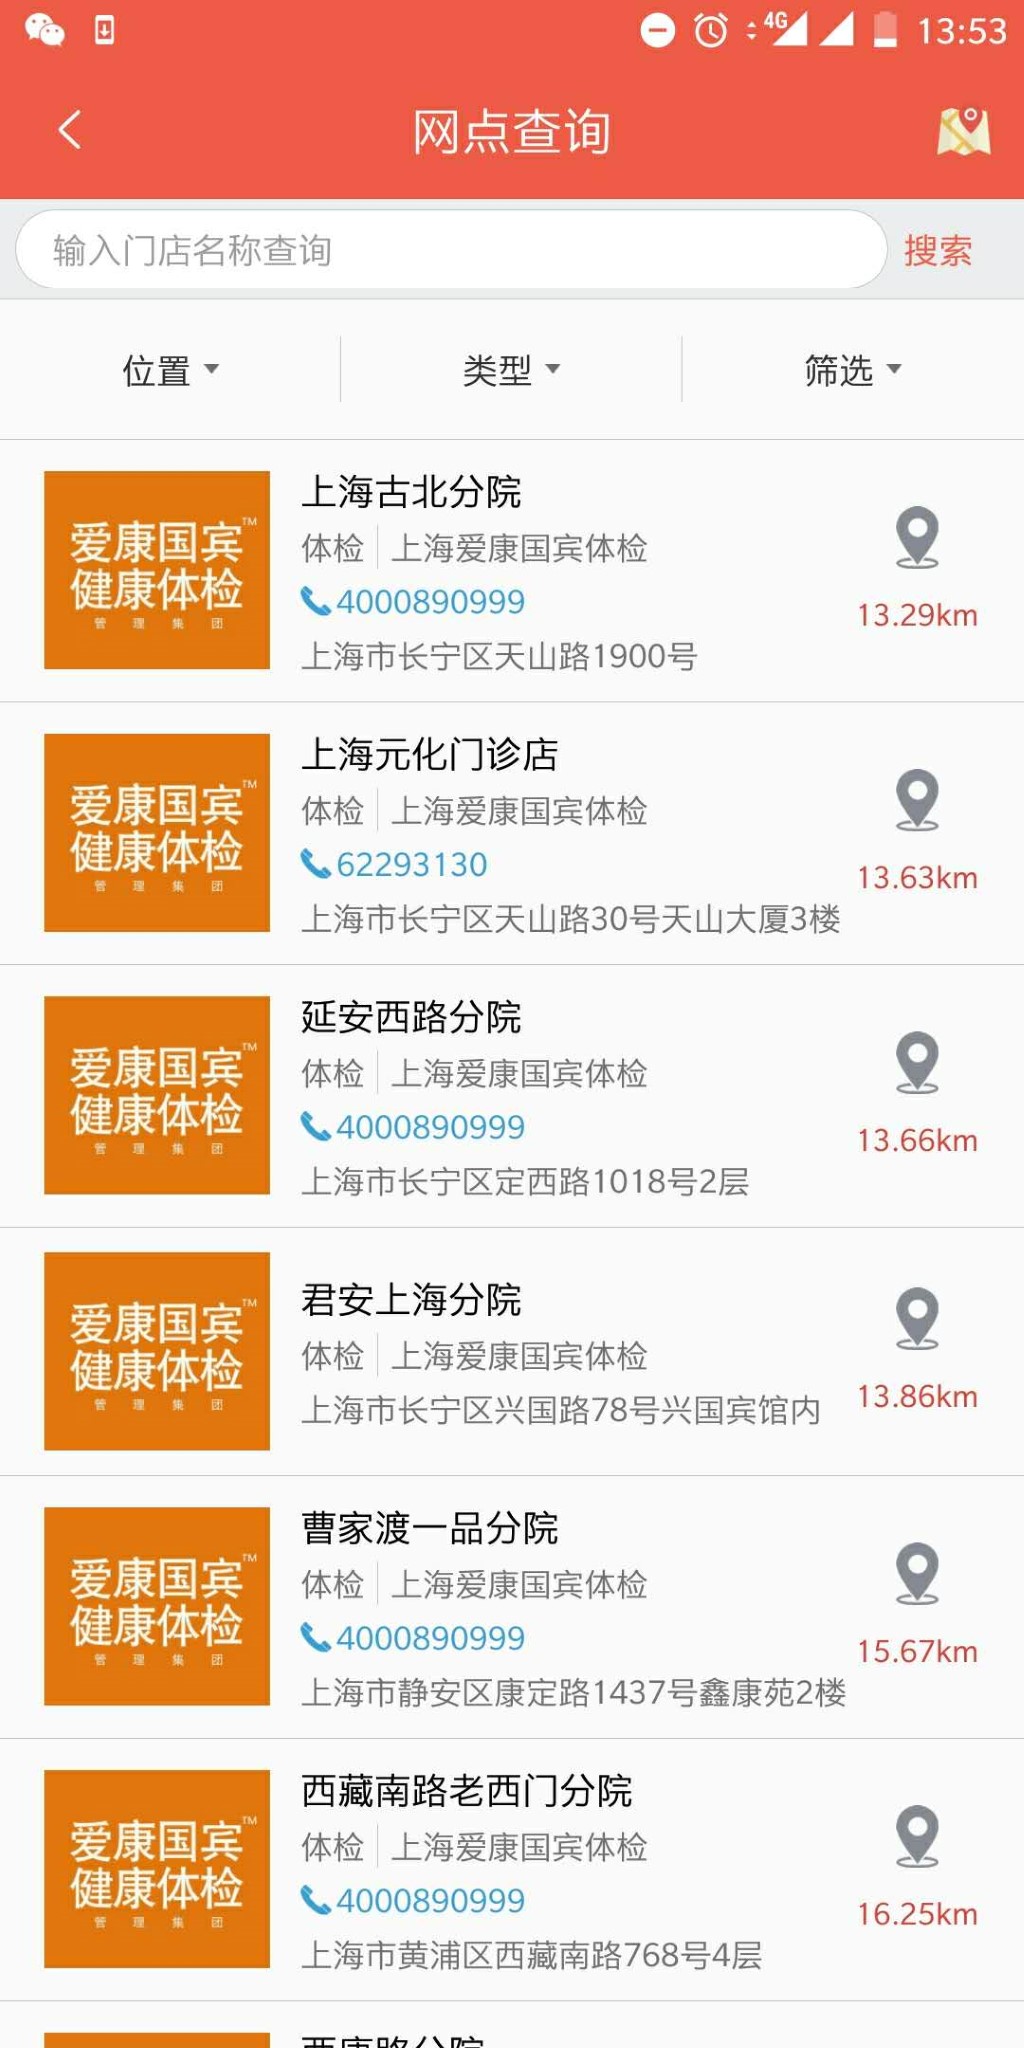 4G 13:53
网点查询
输入门店名称查询 搜索
位置 类型 筛选
爱康国宾™
健康体检
管理集团
上海古北分院
体检 上海爱康国宾体检
4000890999
上海市长宁区天山路1900号
13.29km
爱康国宾™
健康体检
管理集团
上海元化门诊店
体检 上海爱康国宾体检
62293130
上海市长宁区天山路30号天山大厦3楼
13.63km
爱康国宾™
健康体检
管理集团
延安西路分院
体检 上海爱康国宾体检
4000890999
上海市长宁区定西路1018号2层
13.66km
爱康国宾™
健康体检
管理集团
君安上海分院
体检 上海爱康国宾体检
上海市长宁区兴国路78号兴国宾馆内
13.86km
爱康国宾™
健康体检
管理集团
曹家渡一品分院
体检 上海爱康国宾体检
4000890999
上海市静安区康定路1437号鑫康苑2楼
15.67km
爱康国宾™
健康体检
管理集团
西藏南路老西门分院
体检 上海爱康国宾体检
4000890999
上海市黄浦区西藏南路768号4层
16.25km